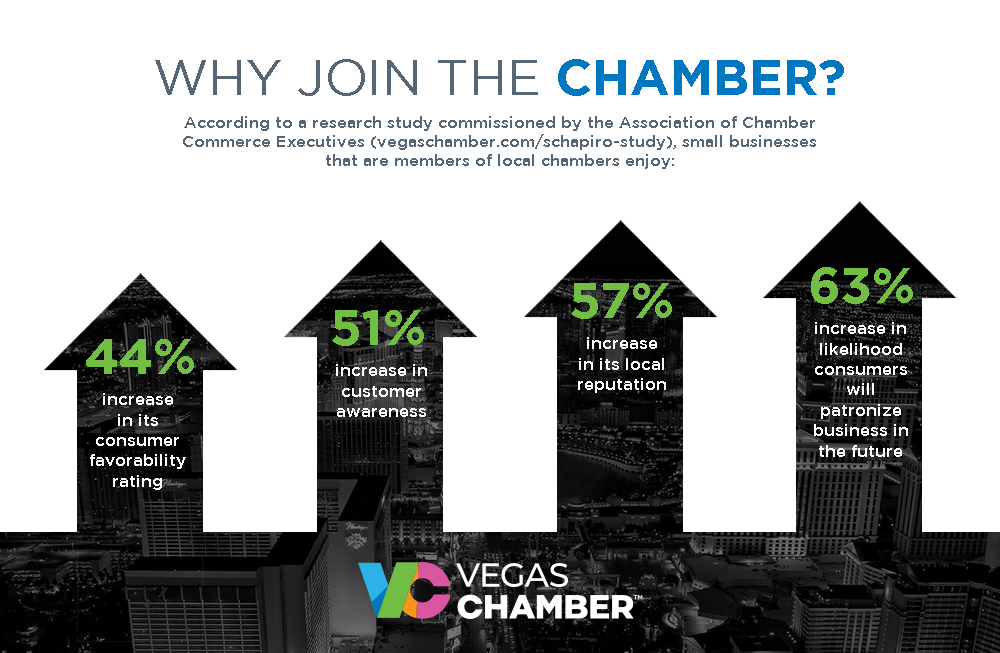 WHY JOIN THE CHAMBER?
According to a research study commissioned by the Association of Chamber
Commerce Executives (vegaschamber.com/schapiro-study), small businesses
that are members of local chambers enjoy:
44%
increase
in its
consumer
favorability
rating
51%
increase in
customer
awareness
57%
increase
in its local
reputation
63%
increase in
likelihood
consumers
will
patronize
business in
the future
Flamingo
VC VEGAS
CHAMBER™